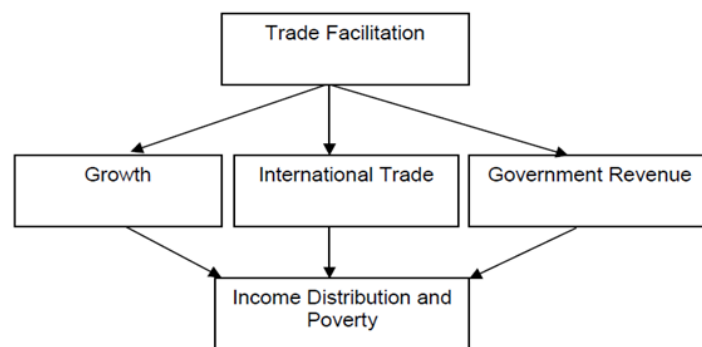 Trade Facilitation
Growth
International Trade
Government Revenue
Income Distribution and
Poverty